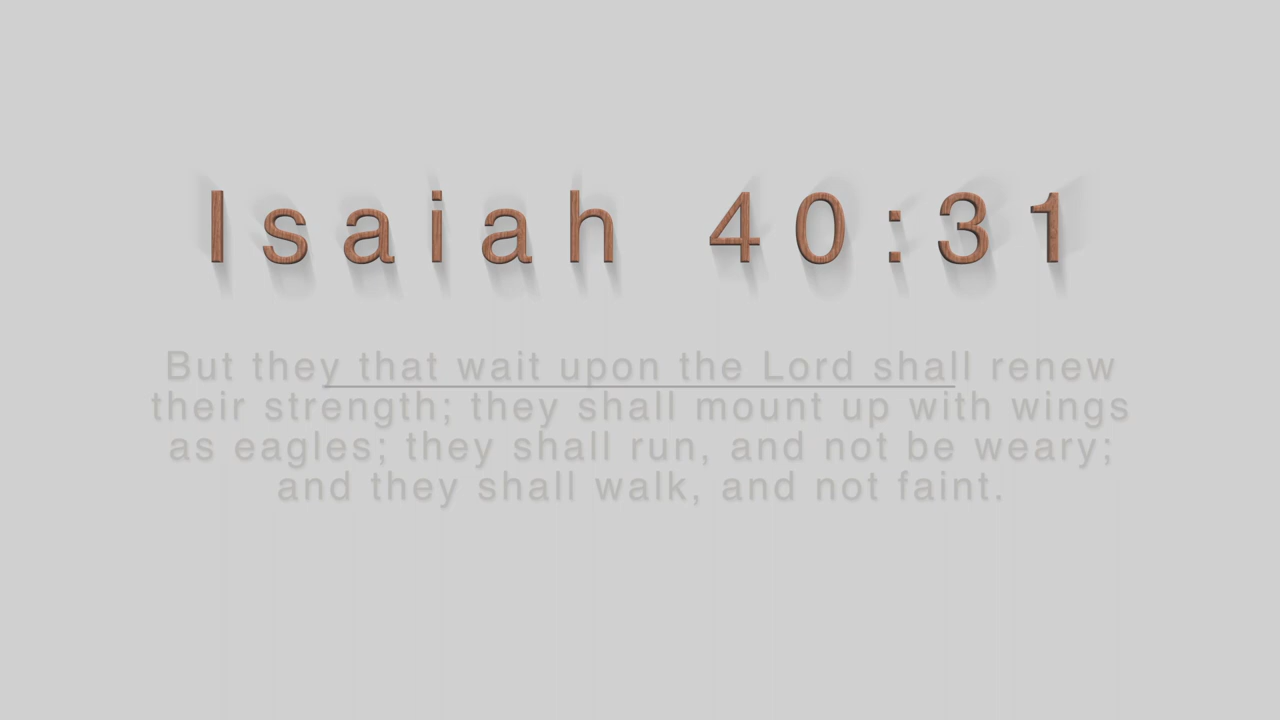 Isaiah 40:31
But they that wait upon the Lord shall renew
their strength; they shall mount up with wings
as eagles; they shall run, and not be weary;
and they shall walk, and not faint.